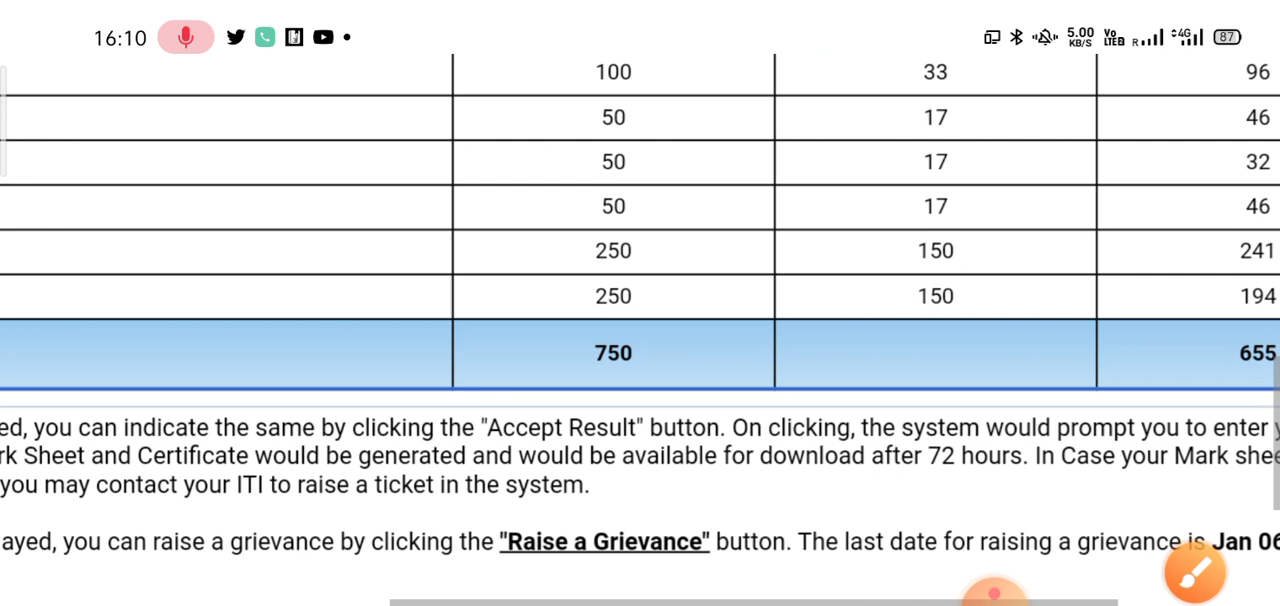 16:10 5.00 KB/S Vo LTE2 R 4G 87
100 33 96
50 17 46
50 17 32
50 17 46
250 150 241
250 150 194
750 655
ed, you can indicate the same by clicking the "Accept Result" button. On clicking, the system would prompt you to enter
rk Sheet and Certificate would be generated and would be available for download after 72 hours. In Case your Mark shee
you may contact your ITI to raise a ticket in the system.
ayed, you can raise a grievance by clicking the "Raise a Grievance" button. The last date for raising a grievance is Jan 06